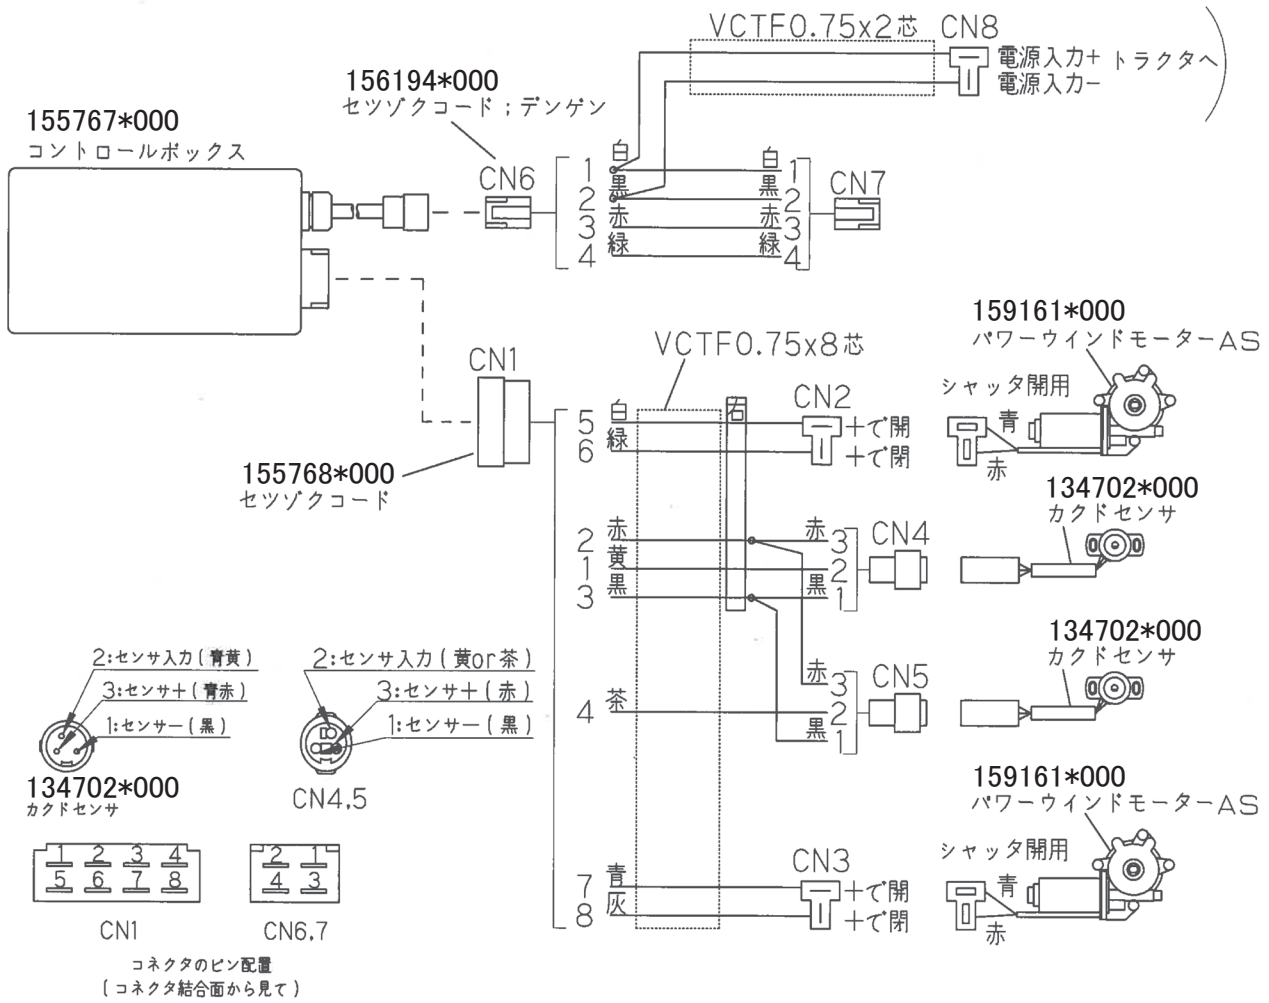 VCTF0.75x2芯 CN8
電源入力+ トラクタへ
電源入力-
156194*000
セツゾクコード;デンゲン
155767*000
コントロールボックス
CN6
1 白
2 黒
3 赤
4 緑
白 1
黒 2
赤 3
緑 4
CN7
159161*000
パワーウインドモーターAS
VCTF0.75x8芯
CN1
シャッタ開用
CN2
青
赤
5 白
6 緑
右
+で開
+で閉
155768*000
セツゾクコード
134702*000
カクドセンサ
2 赤
1 黄
3 黒
赤 3
2
黒 1
CN4
134702*000
カクドセンサ
2:センサ入力(青黄)
3:センサ+(青赤)
1:センサー(黒)
134702*000
カクドセンサ
2:センサ入力(黄or茶)
3:センサ+(赤)
1:センサー(黒)
CN4,5
4 茶
赤 3
2
黒 1
CN5
159161*000
パワーウインドモーターAS
シャッタ開用
CN3
青
赤
7 青
8 灰
+で開
+で閉
1 2 3 4
5 6 7 8
CN1
2 1
4 3
CN6,7
コネクタのピン配置
(コネクタ結合面から見て)